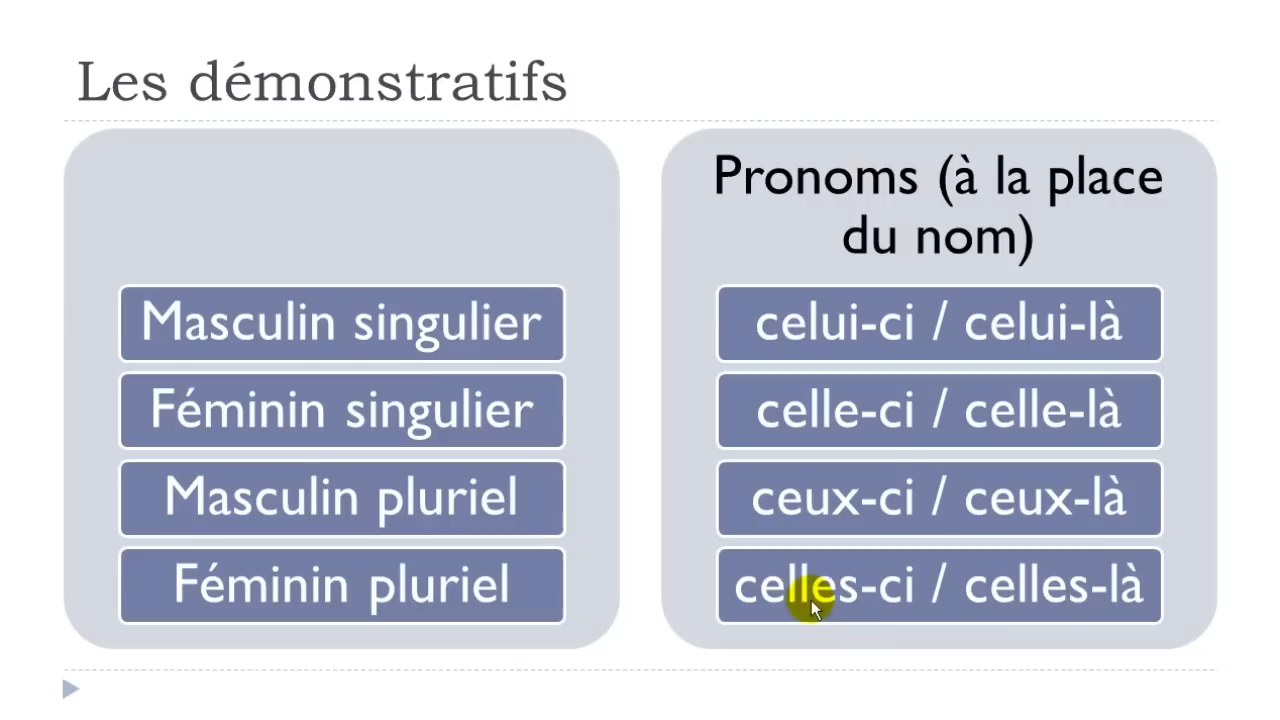 Les démonstratifs
Pronoms (à la place
du nom)
Masculin singulier
celui-ci / celui-là
Féminin singulier
celle-ci / celle-là
Masculin pluriel
ceux-ci / ceux-là
Féminin pluriel
celles-ci / celles-là